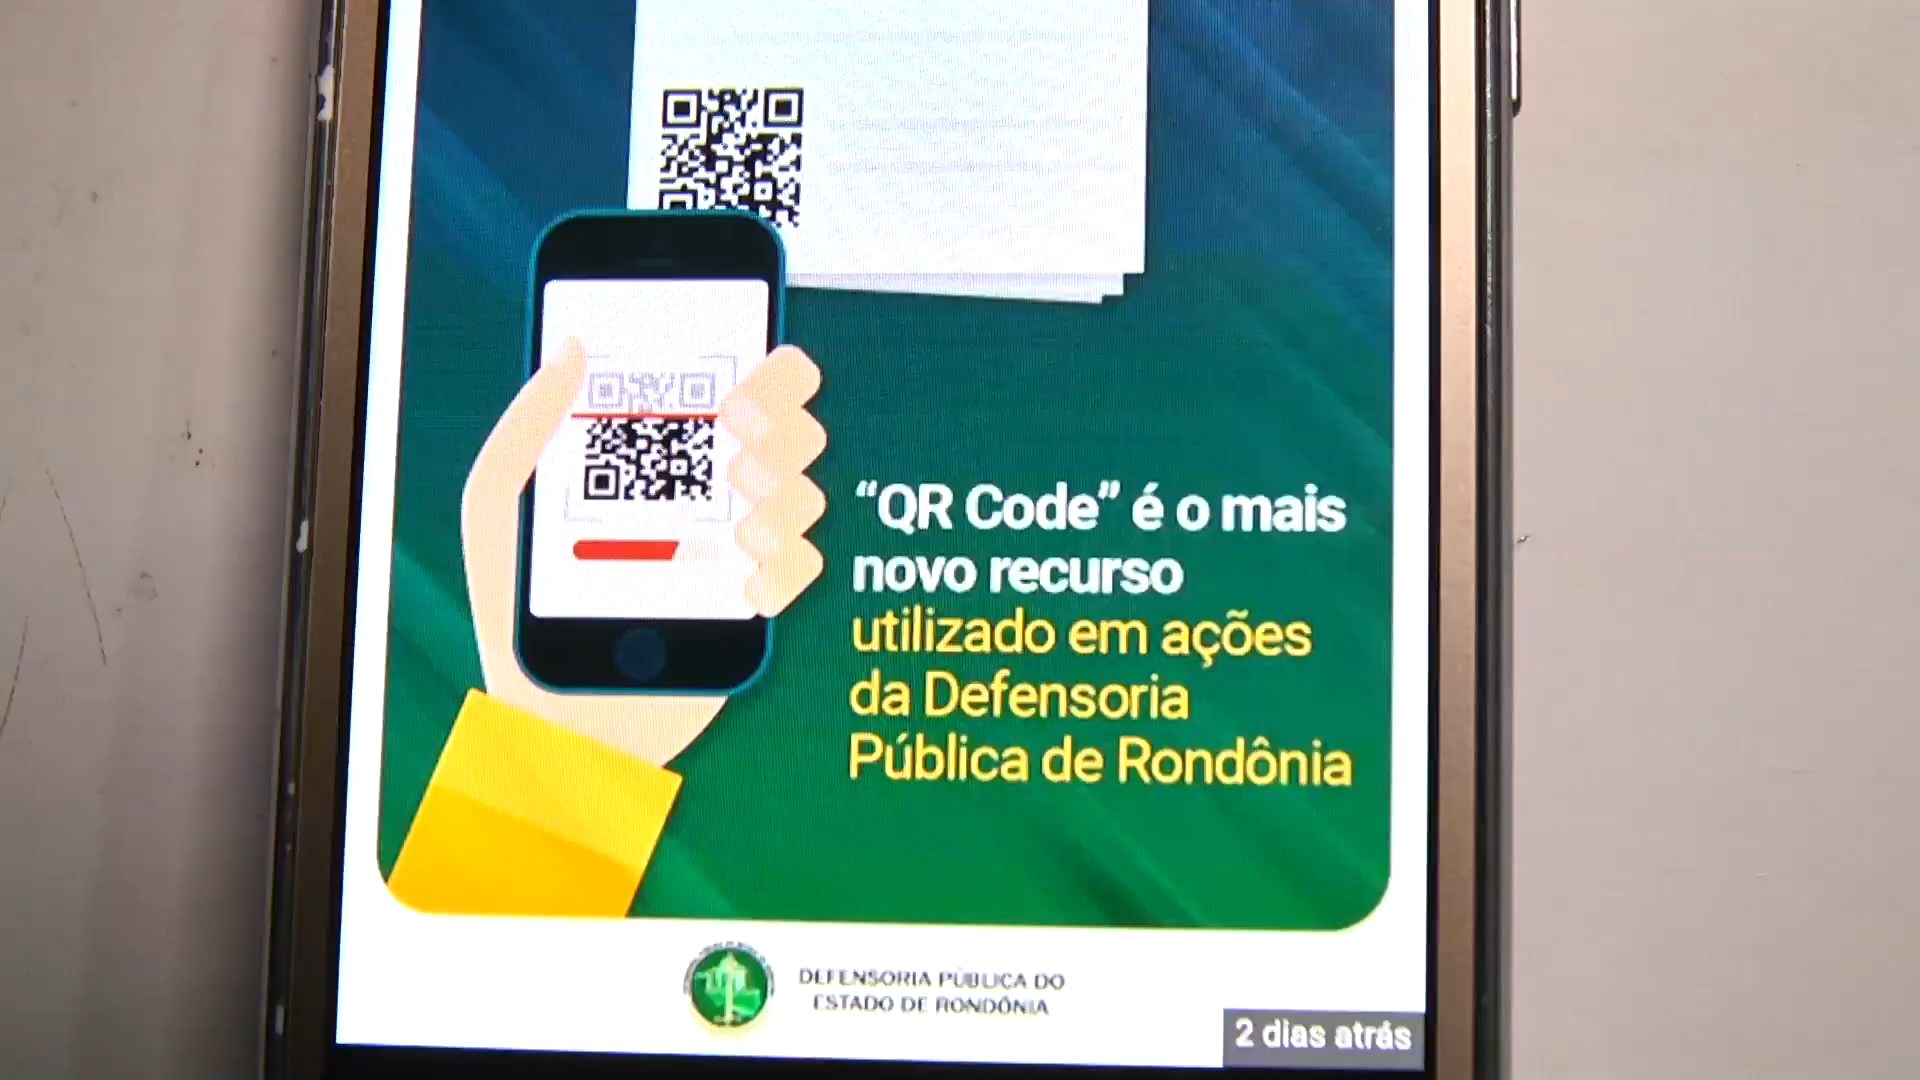 “QR Code” é o mais
novo recurso
utilizado em ações
da Defensoria
Pública de Rondônia
DEFENSORIA PÚBLICA DO
ESTADO DE RONDÔNIA
2 dias atrás